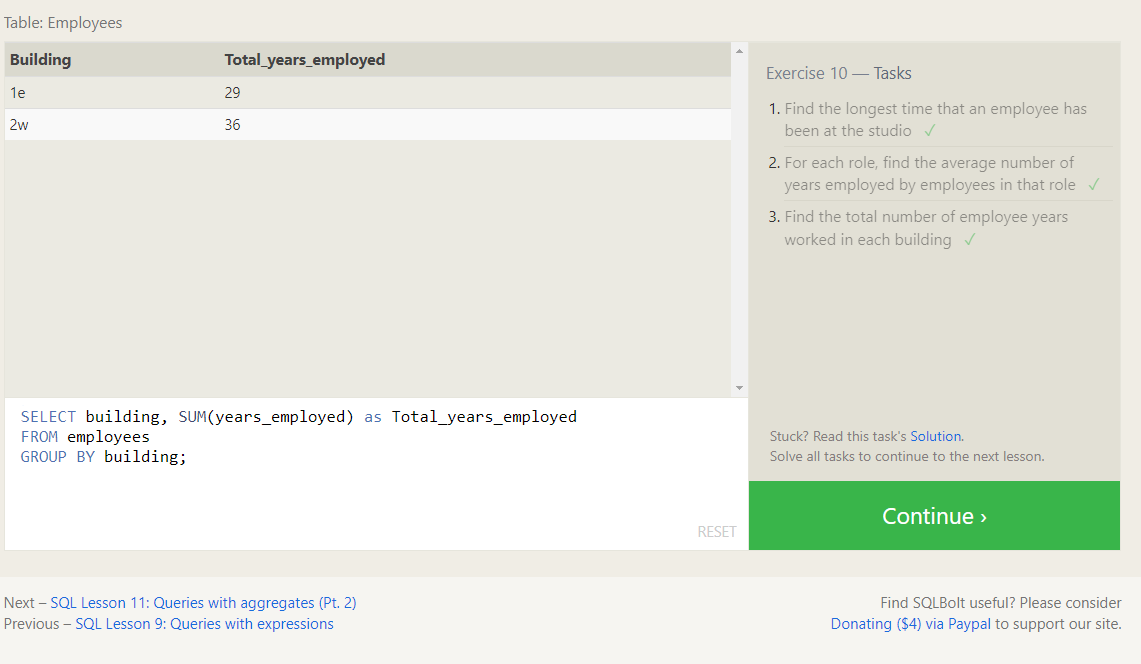 Table: Employees
Building Total_years_employed
1e 29
2w 36
SELECT building, SUM(years_employed) as Total_years_employed
FROM employees
GROUP BY building;
RESET
Exercise 10 — Tasks
1. Find the longest time that an employee has
been at the studio ✓
2. For each role, find the average number of
years employed by employees in that role ✓
3. Find the total number of employee years
worked in each building ✓
Stuck? Read this task's Solution.
Solve all tasks to continue to the next lesson.
Continue ›
Next – SQL Lesson 11: Queries with aggregates (Pt. 2)
Previous – SQL Lesson 9: Queries with expressions
Find SQLBolt useful? Please consider
Donating ($4) via Paypal to support our site.